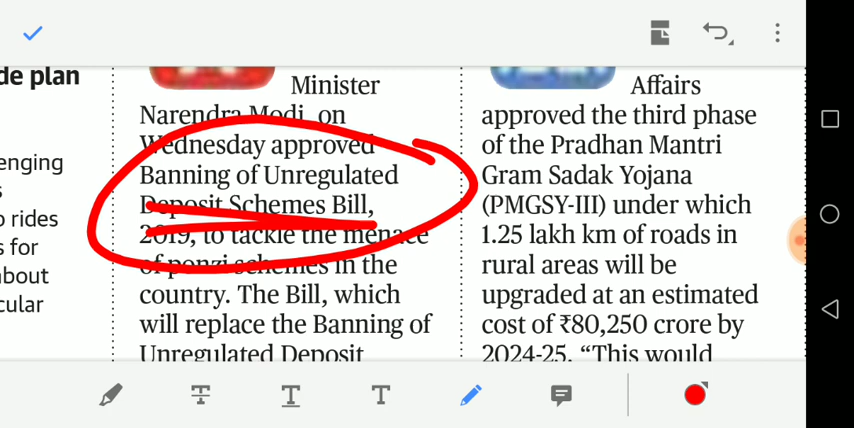 de plan
enging
s
o rides
s for
about
cular
Minister
Narendra Modi, on
Wednesday approved
Banning of Unregulated
Deposit Schemes Bill,
2019, to tackle the menace
of ponzi schemes in the
country. The Bill, which
will replace the Banning of
Unregulated Deposit
Affairs
approved the third phase
of the Pradhan Mantri
Gram Sadak Yojana
(PMGSY-III) under which
1.25 lakh km of roads in
rural areas will be
upgraded at an estimated
cost of ₹80,250 crore by
2024-25. “This would